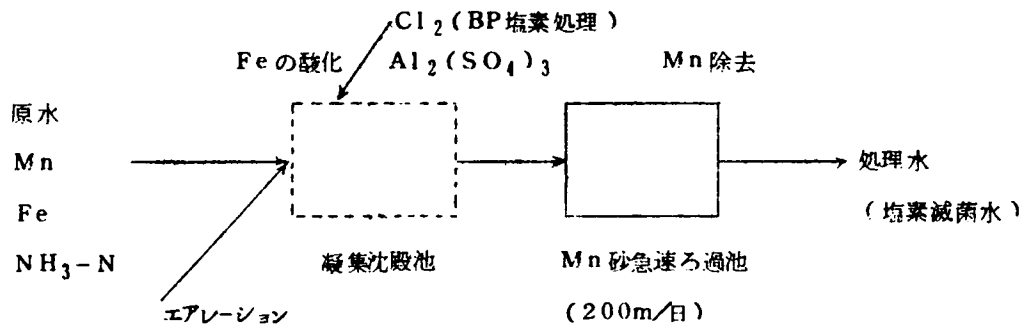 Cl₂(BP塩素処理)
Feの酸化 Al₂(SO₄)₃ Mn除去
原水
Mn
Fe
NH₃-N
エアレーション
凝集沈殿池
Mn砂急速ろ過池
(200m/日)
処理水
(塩素滅菌水)